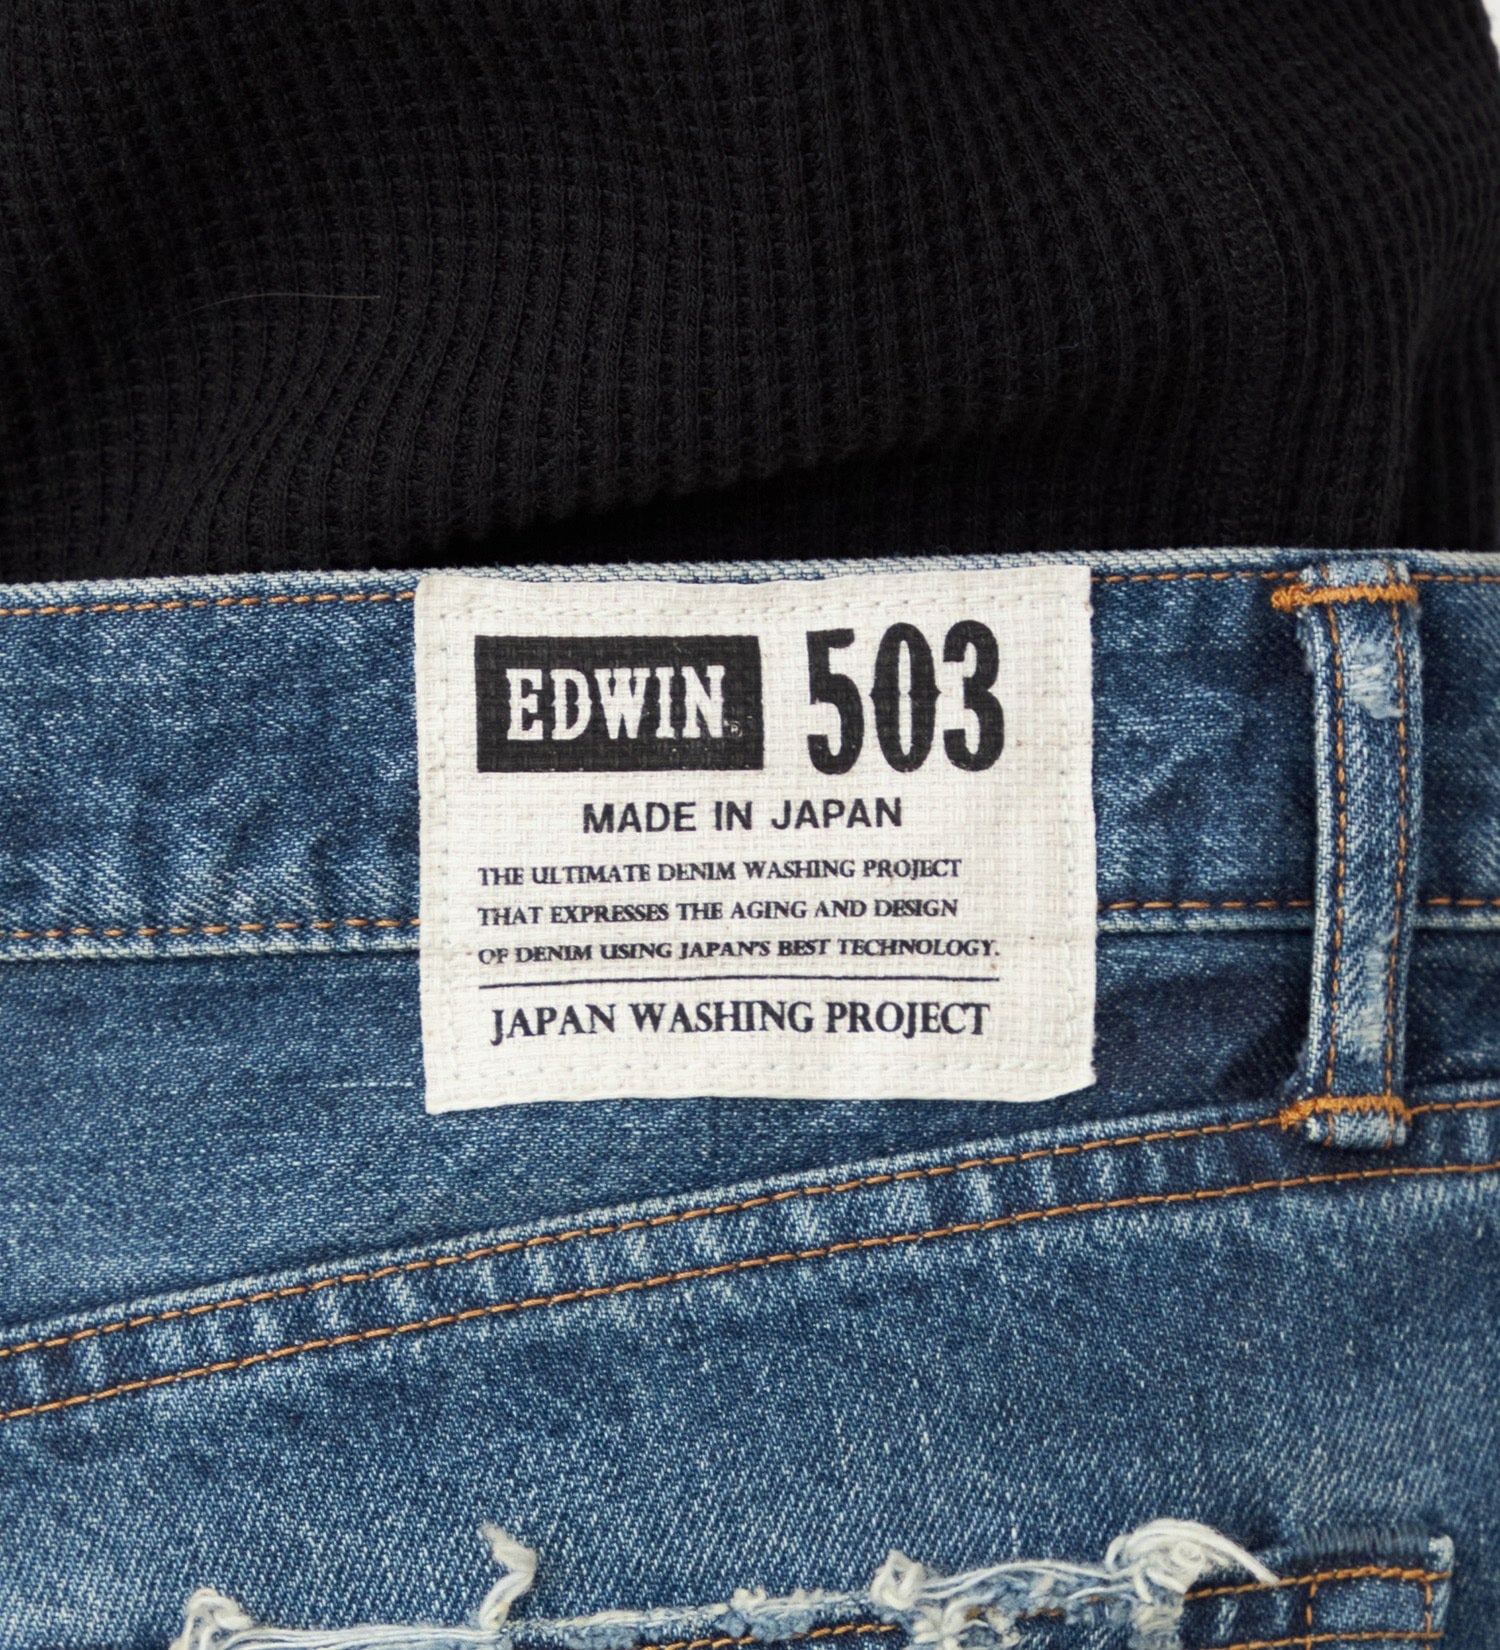 EDWIN 503
MADE IN JAPAN
THE ULTIMATE DENIM WASHING PROJECT
THAT EXPRESSES THE AGING AND DESIGN
OF DENIM USING JAPAN'S BEST TECHNOLOGY.
JAPAN WASHING PROJECT